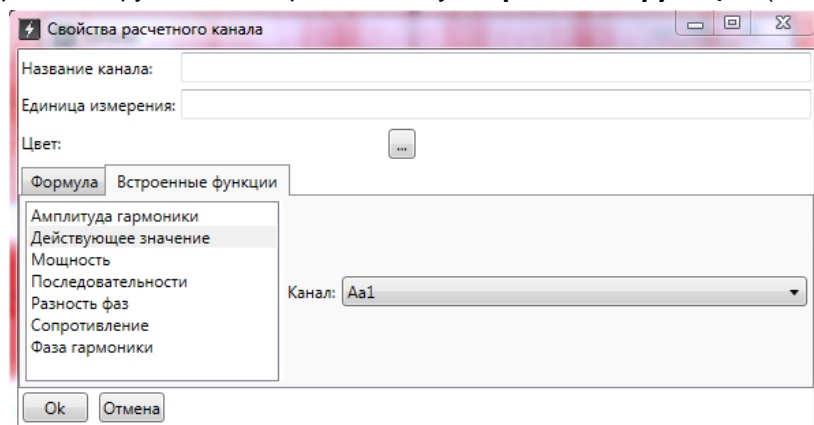 Свойства расчетного канала
Название канала:
Единица измерения:
Цвет:
...
Формула Встроенные функции
Амплитуда гармоники
Действующее значение
Мощность
Последовательности
Разность фаз
Сопротивление
Фаза гармоники
Канал: Aa1
Ok Отмена